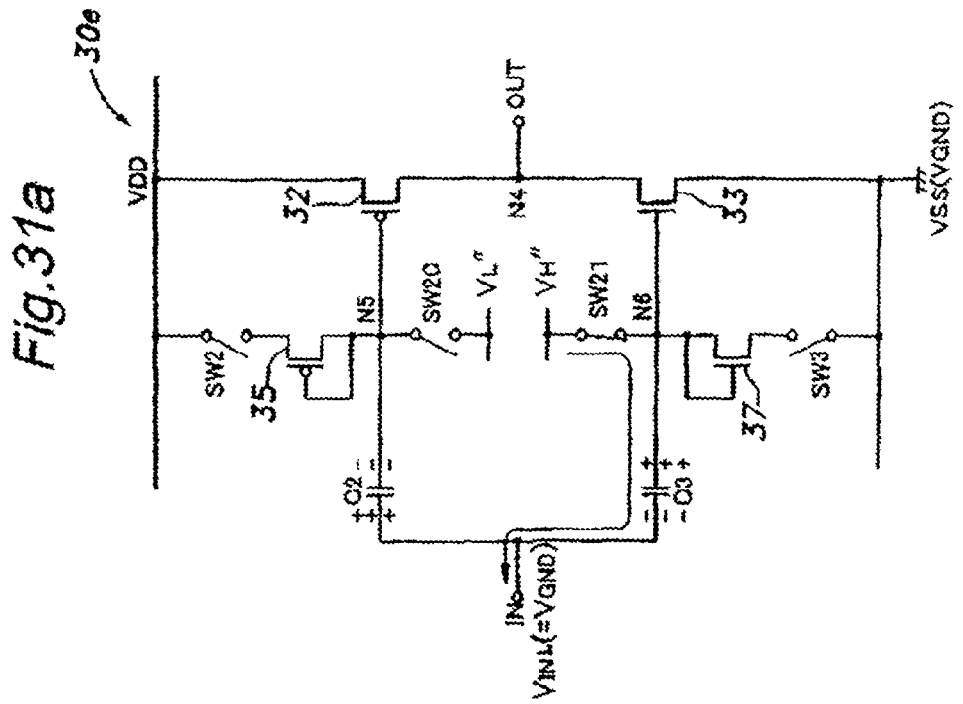 Fig.31a
30e
VDD
SW2
35
32
N5
C2
SW20
VL"
N4
OUT
VH"
SW21
N6
IN
VINL(=VGND)
C3
33
37
SW3
VSS(VGND)